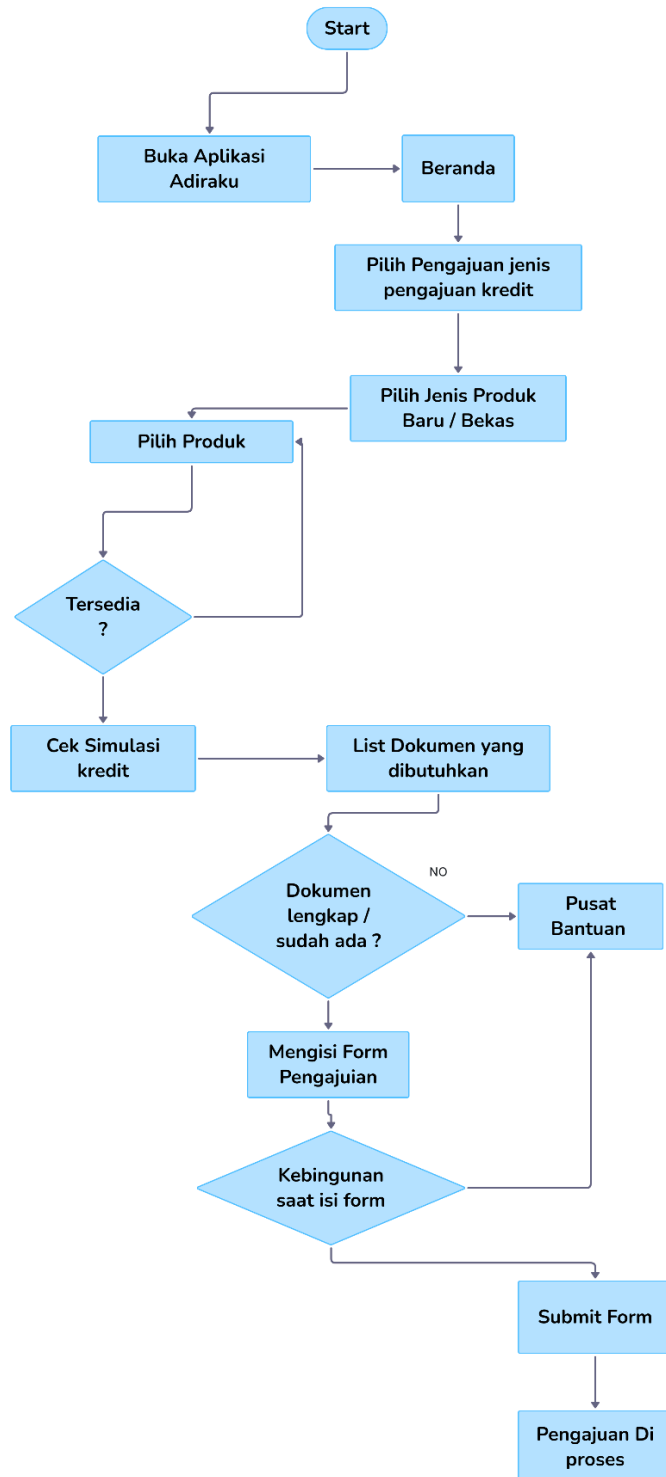 Start
Buka Aplikasi
Adiraku
Beranda
Pilih Pengajuan jenis
pengajuan kredit
Pilih Jenis Produk
Baru / Bekas
Pilih Produk
Tersedia
?
Cek Simulasi
kredit
List Dokumen yang
dibutuhkan
NO
Dokumen
lengkap /
sudah ada ?
Pusat
Bantuan
Mengisi Form
Pengajuian
Kebingunan
saat isi form
Submit Form
Pengajuan Di
proses